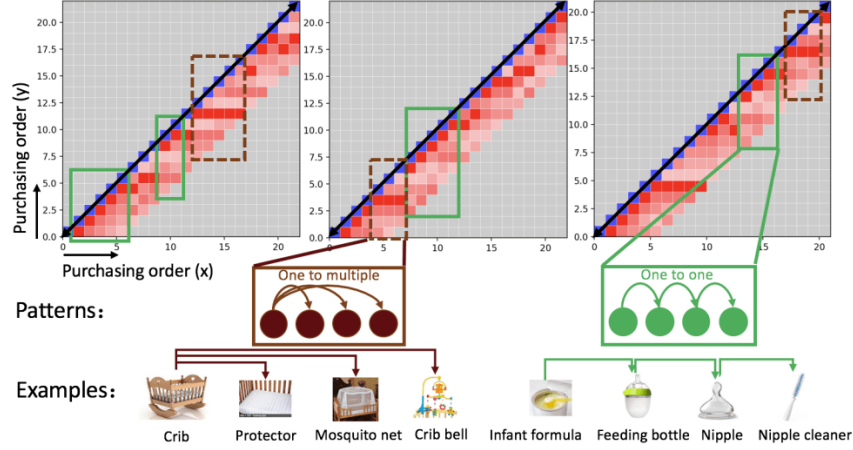 Purchasing order (y)
20.0
17.5
15.0
12.5
10.0
7.5
5.0
2.5
0.0
0 5 10 15 20
20.0
17.5
15.0
12.5
10.0
7.5
5.0
2.5
0.0
0 5 10 15 20
20.0
17.5
15.0
12.5
10.0
7.5
5.0
2.5
0.0
0 5 10 15 20
Purchasing order (x)
One to multiple
One to one
Patterns:
Examples:
Crib Protector Mosquito net Crib bell Infant formula Feeding bottle Nipple Nipple cleaner